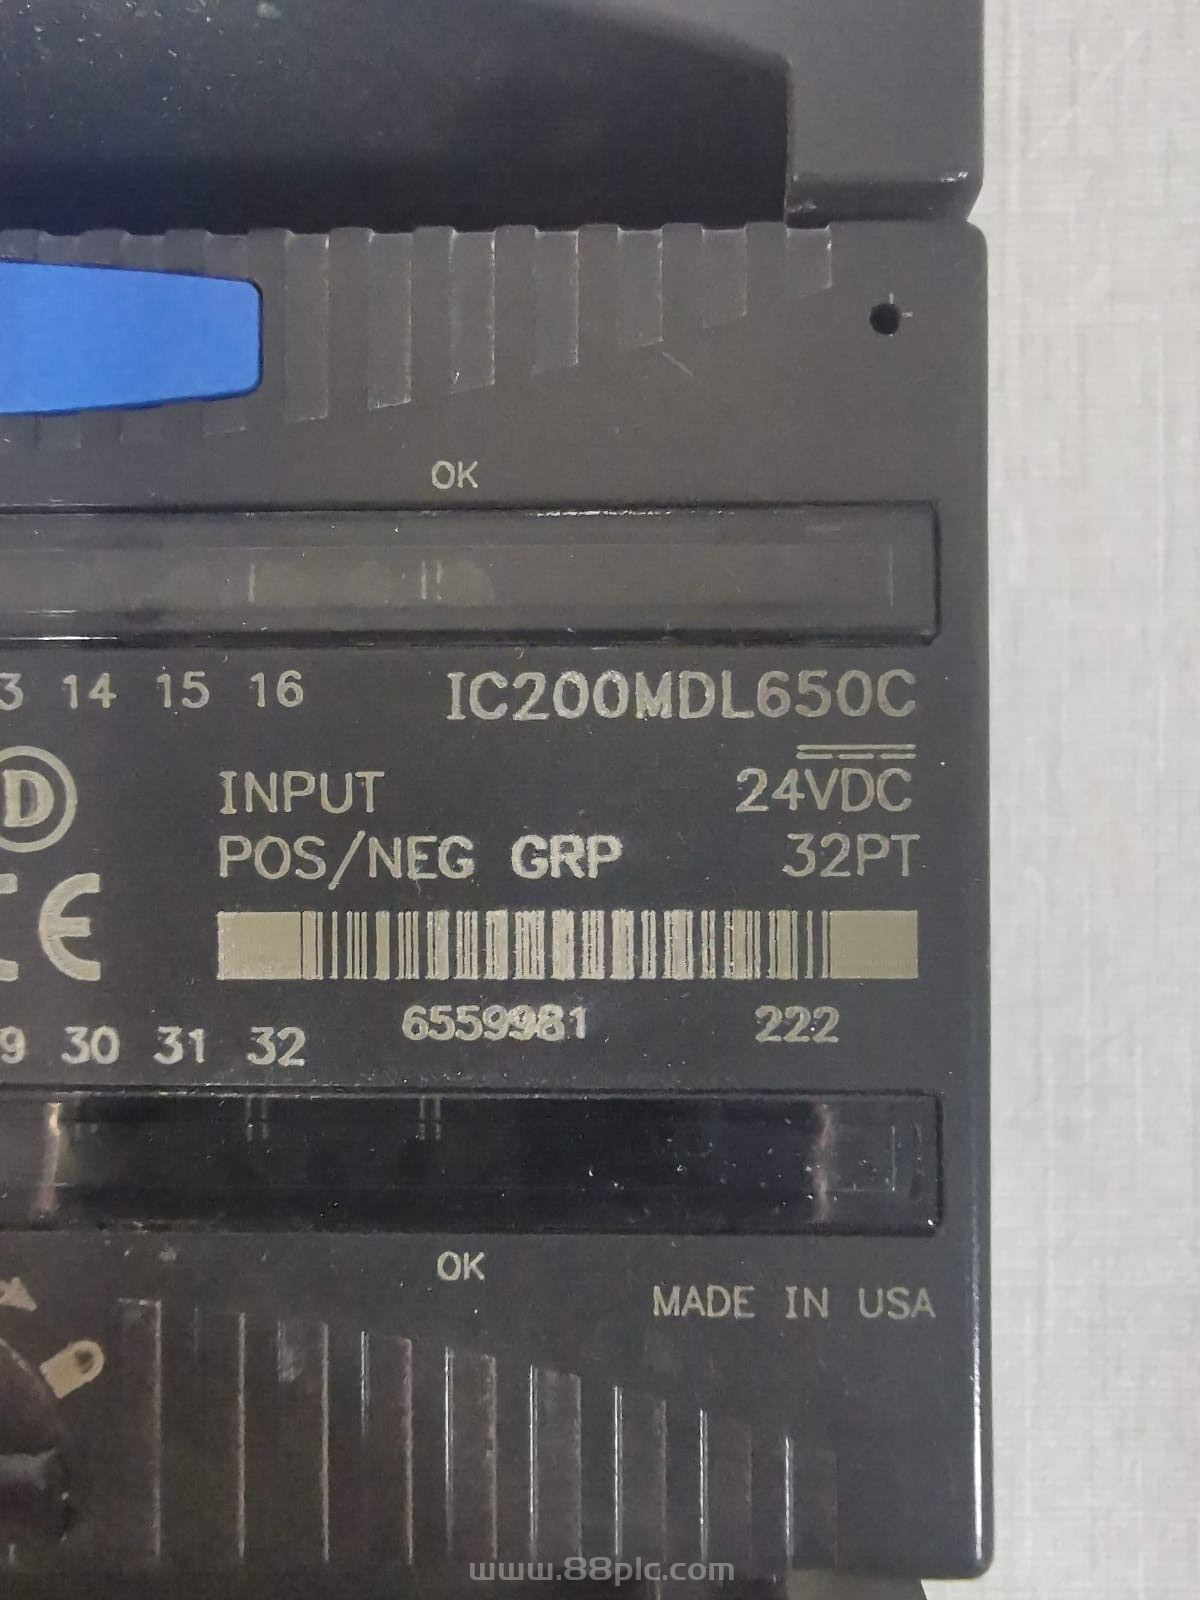 OK
3 14 15 16
IC200MDL650C
D
INPUT 24VDC
POS/NEG GRP 32PT
CE
6559981 222
9 30 31 32
OK
MADE IN USA
www.88plc.com